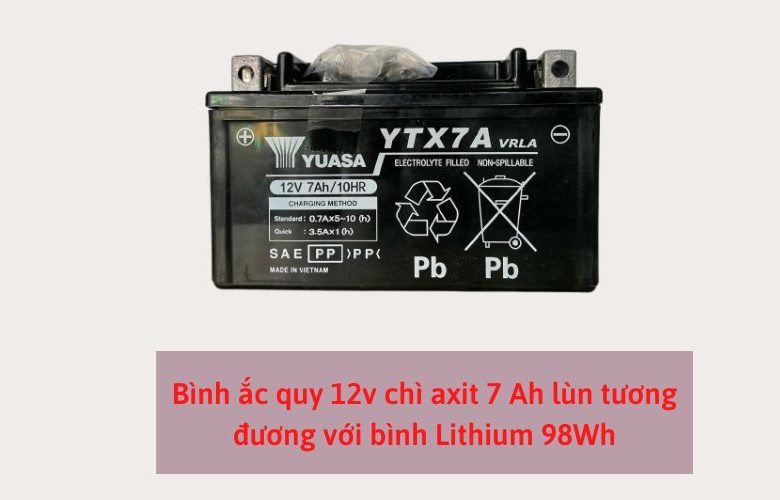 YTX7A VRLA
YUASA
ELECTROLYTE FILLED NON-SPILLABLE
12V 7Ah/10HR
CHARGING METHOD
Standard : 0.7A×5~10 (h)
Quick : 3.5A×1 (h)
SAE PP >PP<
MADE IN VIETNAM
Pb Pb
Bình ắc quy 12v chì axit 7 Ah lùn tương
đương với bình Lithium 98Wh